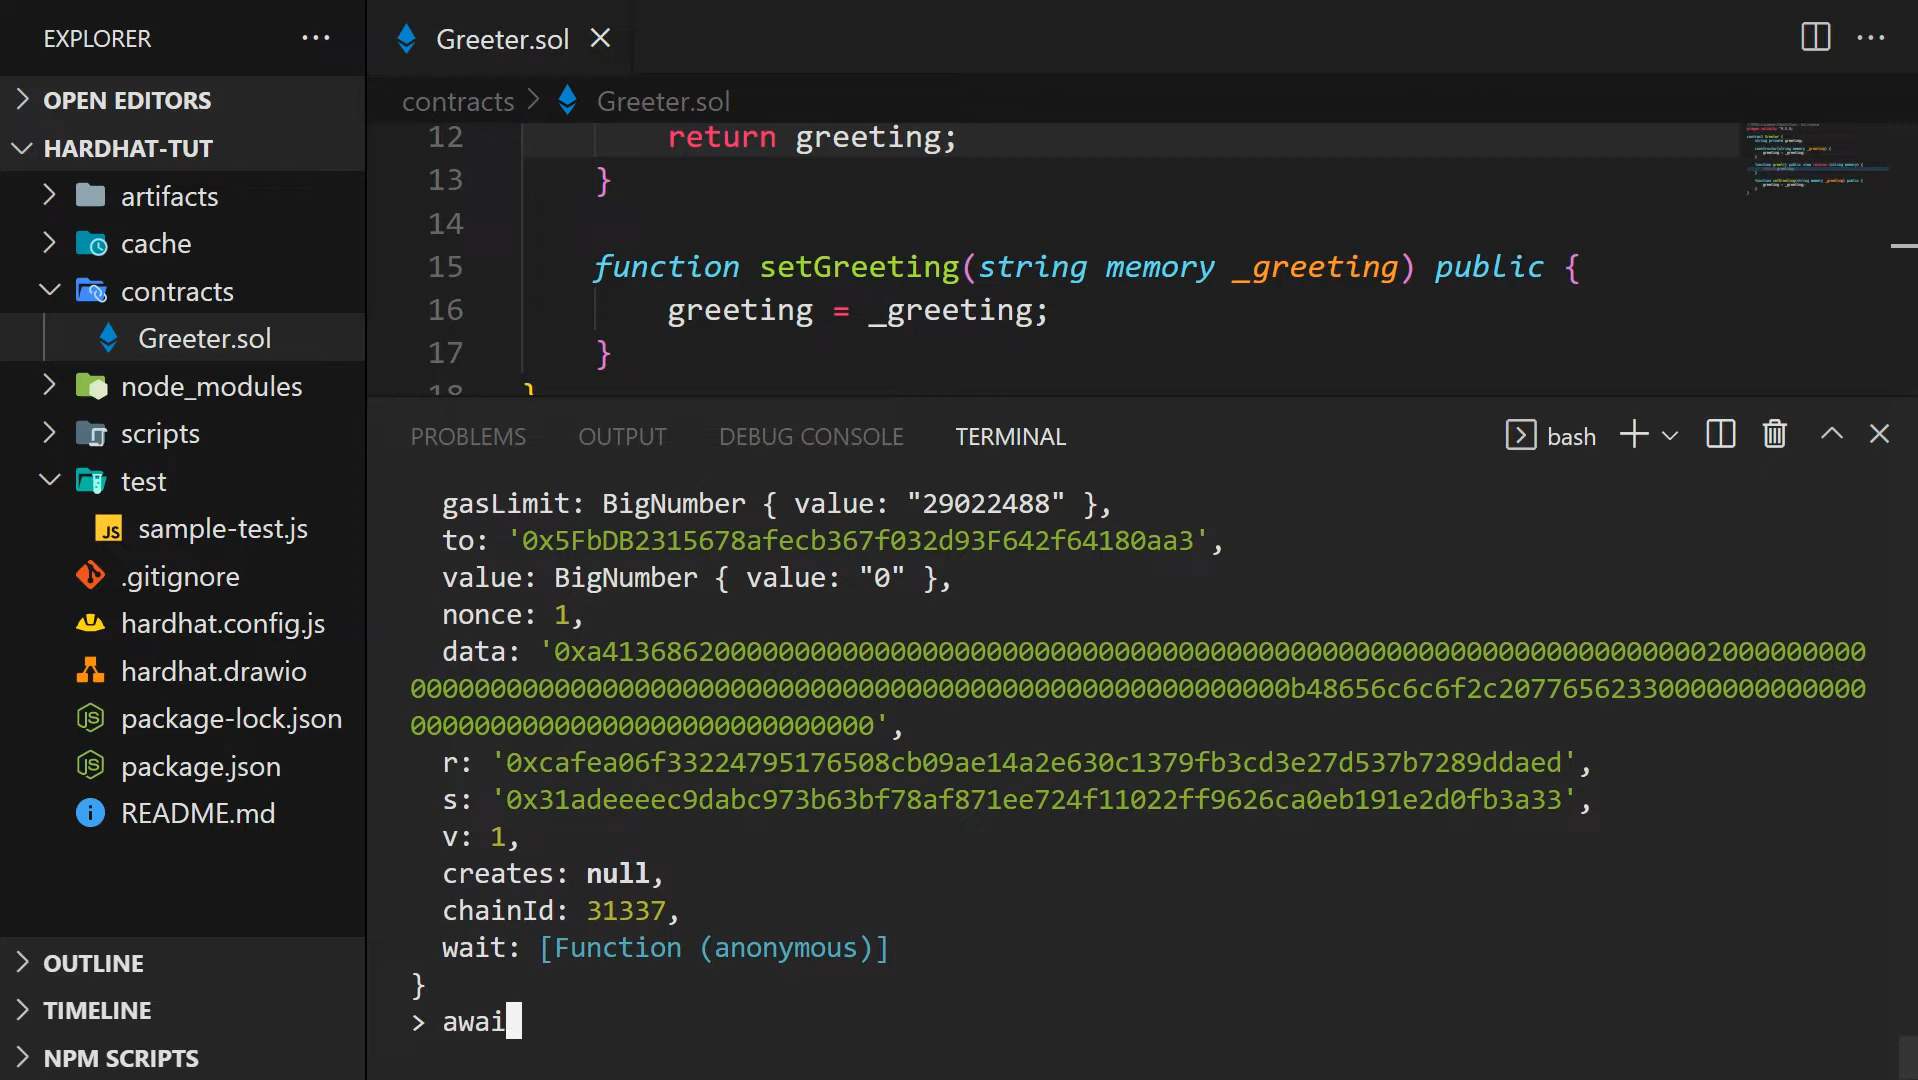 EXPLORER
OPEN EDITORS
HARDHAT-TUT
artifacts
cache
contracts
Greeter.sol
node_modules
scripts
test
sample-test.js
.gitignore
hardhat.config.js
hardhat.drawio
package-lock.json
package.json
README.md
OUTLINE
TIMELINE
NPM SCRIPTS
Greeter.sol
contracts > Greeter.sol
12 return greeting;
13 }
14
15 function setGreeting(string memory _greeting) public {
16 greeting = _greeting;
17 }
18 }
PROBLEMS OUTPUT DEBUG CONSOLE TERMINAL bash
gasLimit: BigNumber { value: "29022488" },
to: '0x5FbDB2315678afecb367f032d93F642f64180aa3',
value: BigNumber { value: "0" },
nonce: 1,
data: '0xa41368620000000000000000000000000000000000000000000000000000000000000002000000000
0000000000000000000000000000000000000000000000000000000b48656c6c6f2c207765623300000000000000
00000000000000000000000000000',
r: '0xcafea06f33224795176508cb09ae14a2e630c1379fb3cd3e27d537b7289ddaed',
s: '0x31adeeeec9dabc973b63bf78af871ee724f11022ff9626ca0eb191e2d0fb3a33',
v: 1,
creates: null,
chainId: 31337,
wait: [Function (anonymous)]
}
> awai